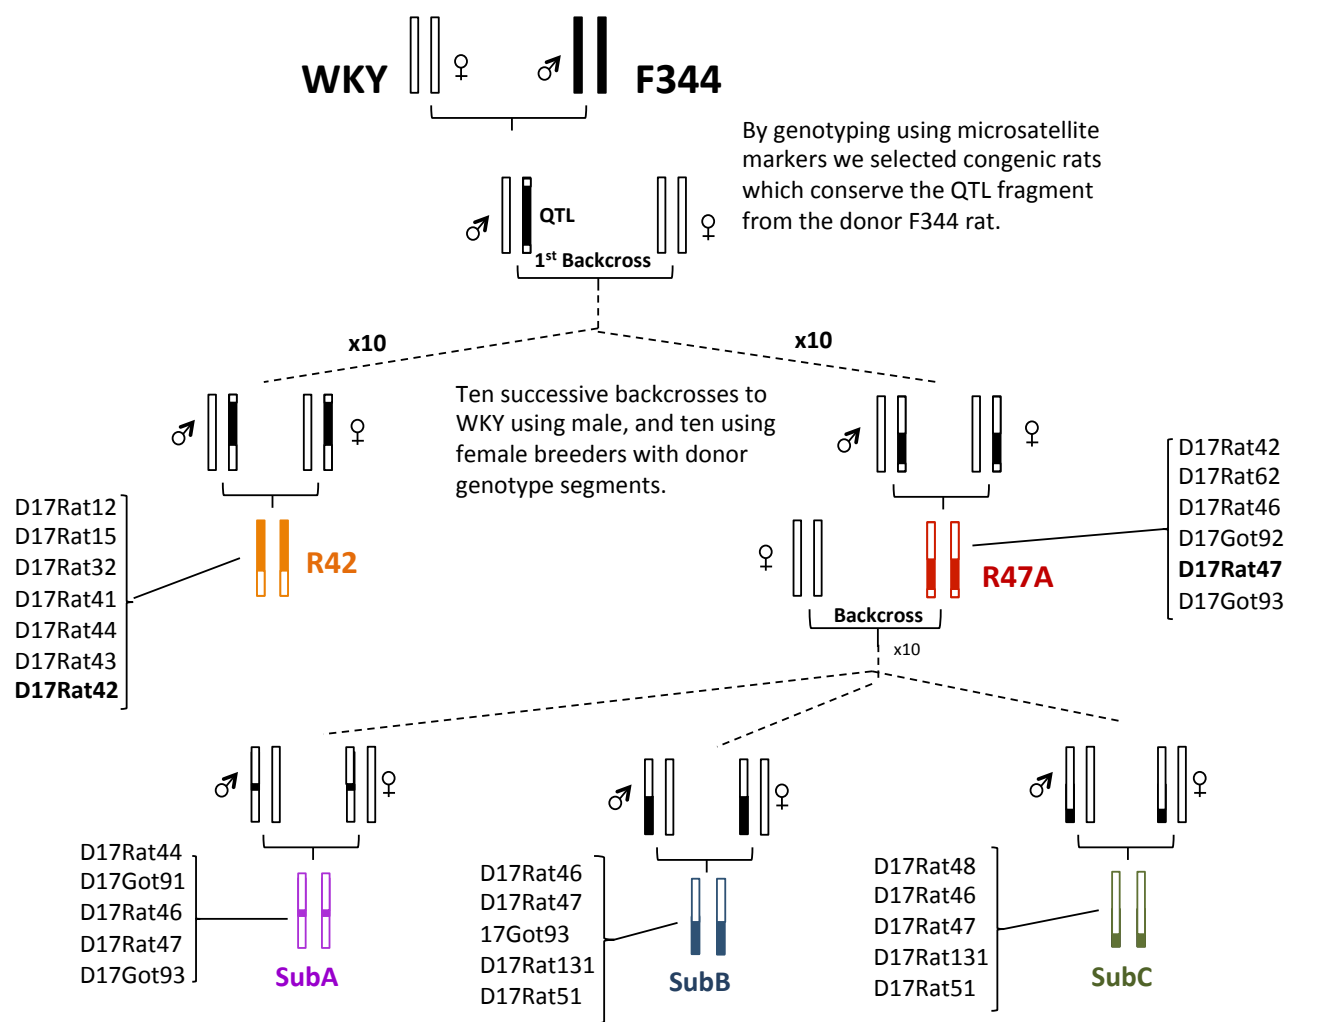 WKY ♀ ♂ F344
By genotyping using microsatellite
markers we selected congenic rats
which conserve the QTL fragment
from the donor F344 rat.
♂ QTL ♀
1st Backcross
x10
x10
Ten successive backcrosses to
WKY using male, and ten using
female breeders with donor
genotype segments.
♂ ♀
♂ ♀
D17Rat12
D17Rat15
D17Rat32
D17Rat41
D17Rat44
D17Rat43
D17Rat42
R42
D17Rat42
D17Rat62
D17Rat46
D17Got92
D17Rat47
D17Got93
♀
R47A
Backcross
x10
♂ ♀
♂ ♀
♂ ♀
D17Rat44
D17Got91
D17Rat46
D17Rat47
D17Got93
SubA
D17Rat46
D17Rat47
17Got93
D17Rat131
D17Rat51
SubB
D17Rat48
D17Rat46
D17Rat47
D17Rat131
D17Rat51
SubC